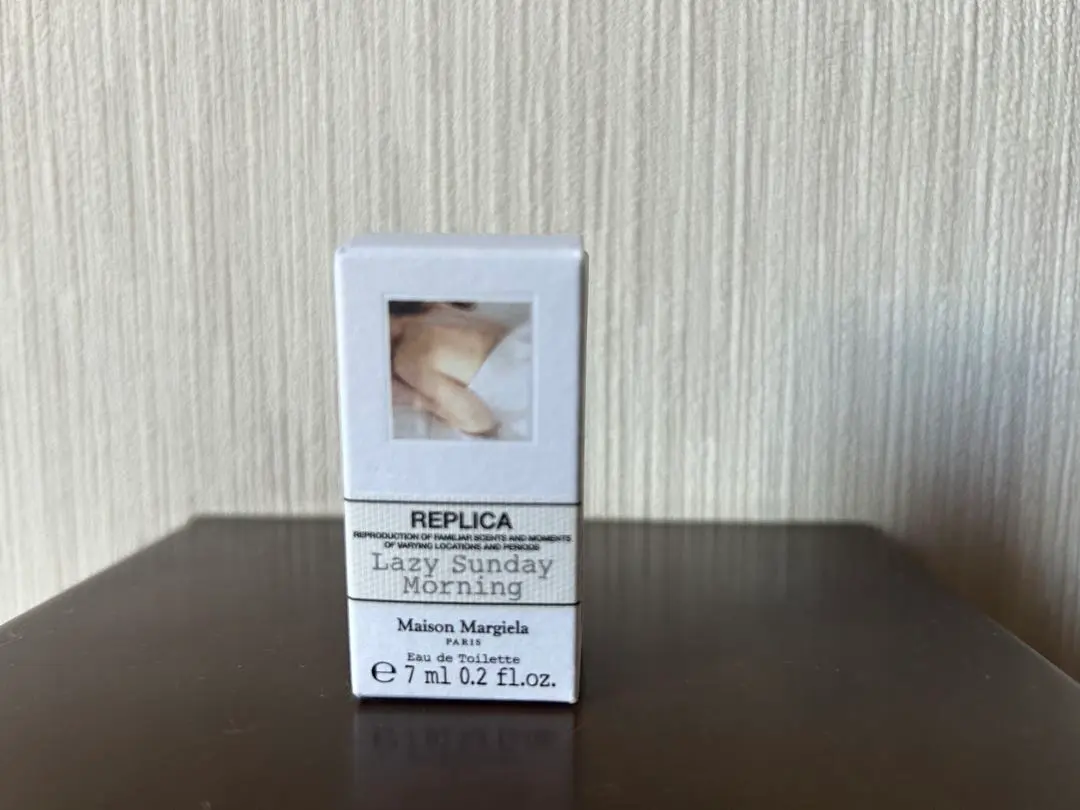 REPLICA
REPRODUCTION OF FAMILIAR SCENTS AND MOMENTS
OF VARYING LOCATIONS AND PERIODS
Lazy Sunday
Morning
Maison Margiela
PARIS
Eau de Toilette
℮ 7 ml 0.2 fl.oz.